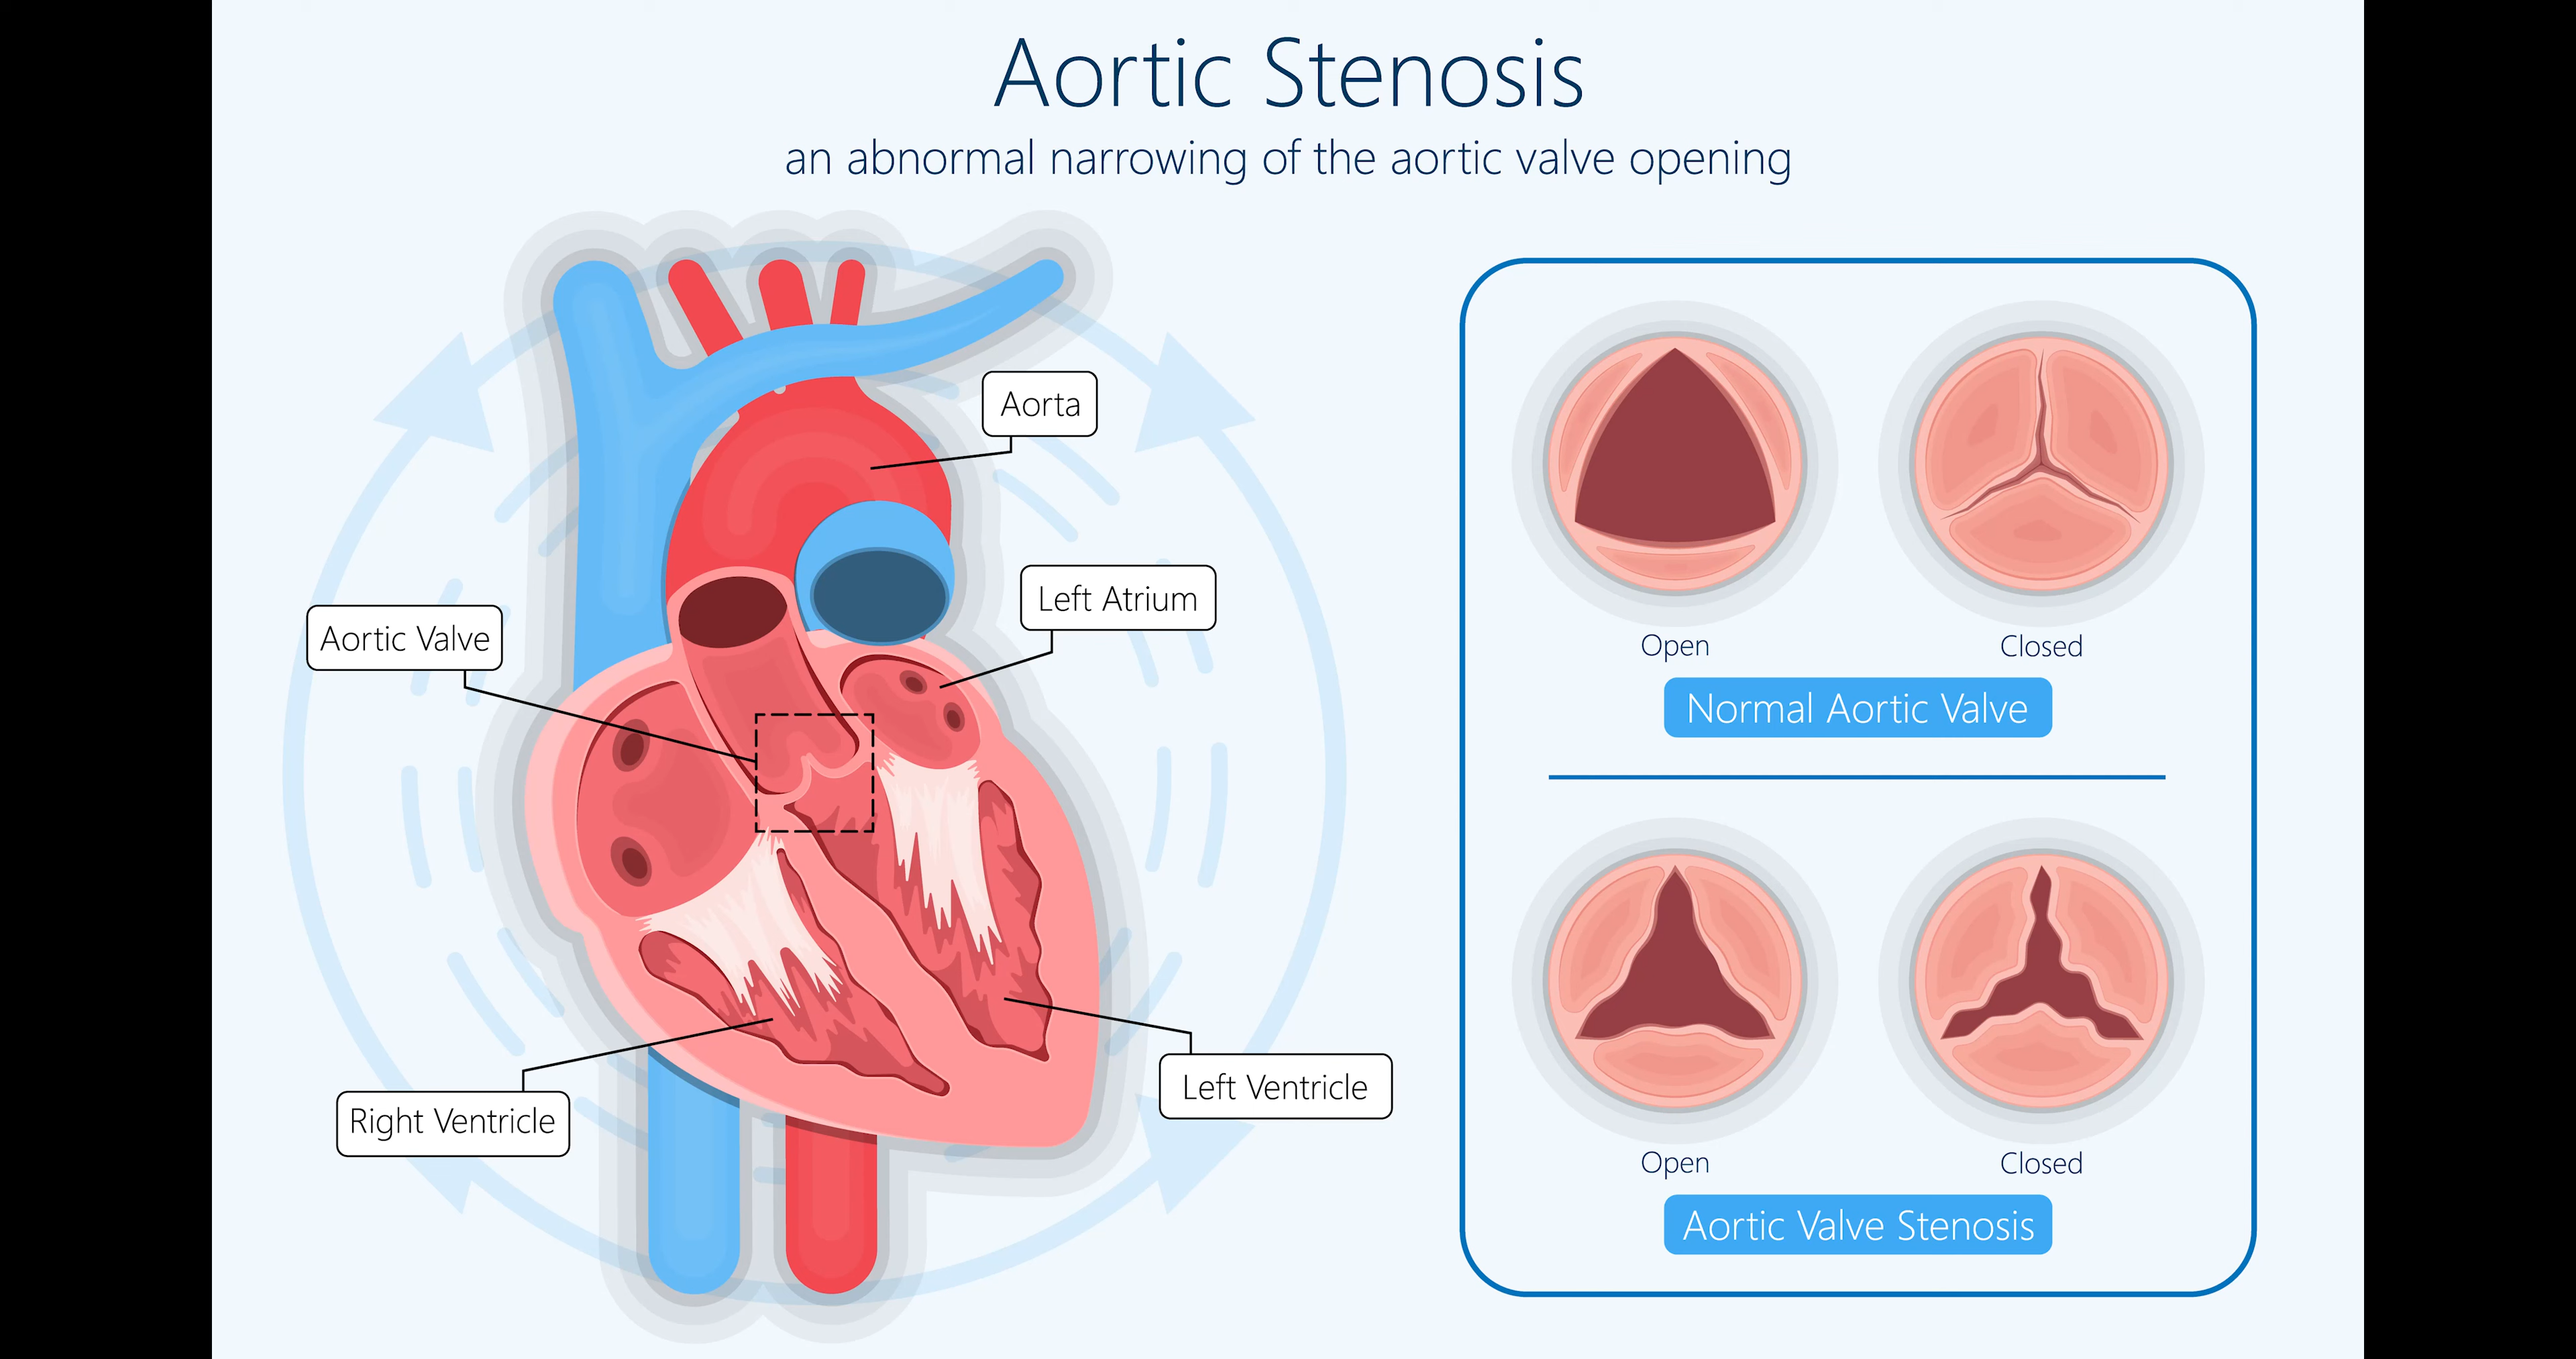 Aortic Stenosis
an abnormal narrowing of the aortic valve opening
Aorta
Left Atrium
Aortic Valve
Left Ventricle
Right Ventricle
Open
Closed
Normal Aortic Valve
Open
Closed
Aortic Valve Stenosis